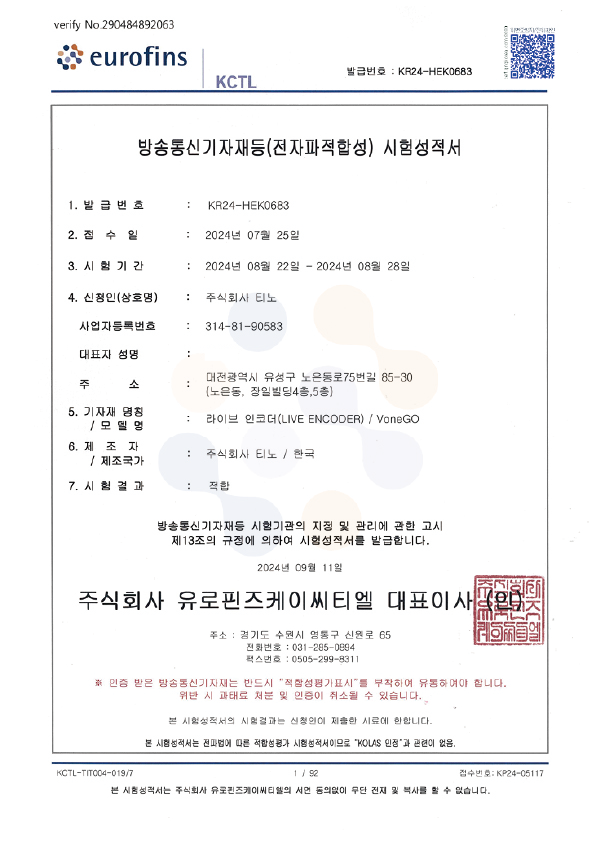 verify No.290484892063
eurofins
KCTL
발급번호 : KR24-HEK0683
방송통신기자재등(전자파적합성) 시험성적서
1. 발 급 번 호 : KR24-HEK0683
2. 접 수 일 : 2024년 07월 25일
3. 시 험 기 간 : 2024년 08월 22일 - 2024년 08월 28일
4. 신청인(상호명) : 주식회사 티노
사업자등록번호 : 314-81-90583
대표자 성명 :
주 소 : 대전광역시 유성구 노은동로75번길 85-30
(노은동, 장일빌딩4층,5층)
5. 기자재 명칭
/ 모 델 명 : 라이브 인코더(LIVE ENCODER) / VoneGO
6. 제 조 자
/ 제조국가 : 주식회사 티노 / 한국
7. 시 험 결 과 : 적합
방송통신기자재등 시험기관의 지정 및 관리에 관한 고시
제13조의 규정에 의하여 시험성적서를 발급합니다.
2024년 09월 11일
주식회사 유로핀즈케이씨티엘 대표이사 (인)
주소 : 경기도 수원시 영통구 신원로 65
전화번호 : 031-285-0894
팩스번호 : 0505-299-8311
※ 인증 받은 방송통신기자재는 반드시 "적합성평가표시"를 부착하여 유통하여야 합니다.
위반 시 과태료 처분 및 인증이 취소될 수 있습니다.
본 시험성적서의 시험결과는 신청인이 제출한 시료에 한합니다.
본 시험성적서는 전파법에 따른 적합성평가 시험성적서이므로 "KOLAS 인정"과 관련이 없음.
KCTL-TIT004-019/7
1 / 92
접수번호: KP24-05117
본 시험성적서는 주식회사 유로핀즈케이씨티엘의 서면 동의없이 무단 전재 및 복사를 할 수 없습니다.